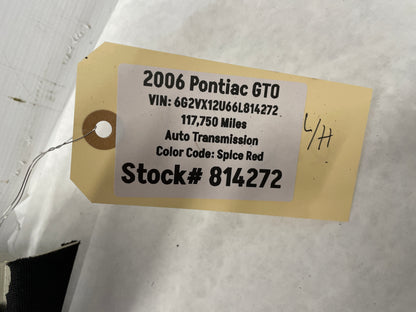 2006 Pontiac GTO
VIN: 6G2VX12U66L814272
117,750 Miles
Auto Transmission
Color Code: Spice Red
Stock# 814272
L/H